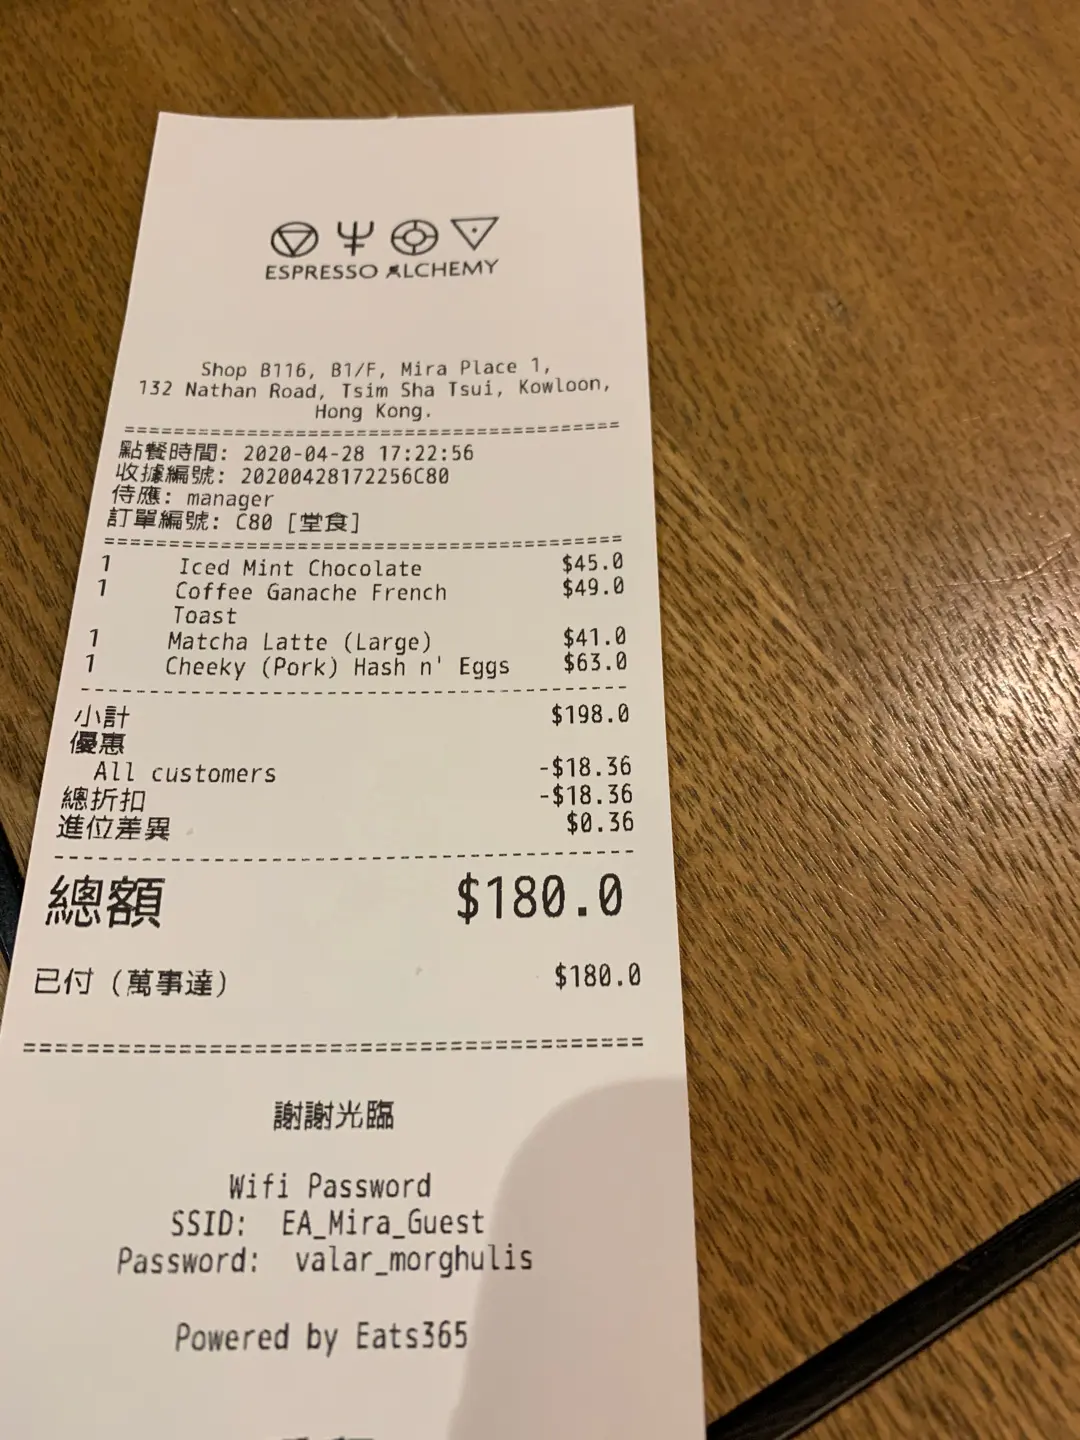 ESPRESSO ALCHEMY
Shop B116, B1/F, Mira Place 1,
132 Nathan Road, Tsim Sha Tsui, Kowloon,
Hong Kong.
========================================
點餐時間: 2020-04-28 17:22:56
收據編號: 20200428172256C80
侍應: manager
訂單編號: C80 [堂食]
========================================
1 Iced Mint Chocolate $45.0
1 Coffee Ganache French $49.0
Toast
1 Matcha Latte (Large) $41.0
1 Cheeky (Pork) Hash n' Eggs $63.0
----------------------------------------
小計 $198.0
優惠
All customers -$18.36
總折扣 -$18.36
進位差異 $0.36
----------------------------------------
總額 $180.0
已付 (萬事達) $180.0
========================================
謝謝光臨
Wifi Password
SSID: EA_Mira_Guest
Password: valar_morghulis
Powered by Eats365